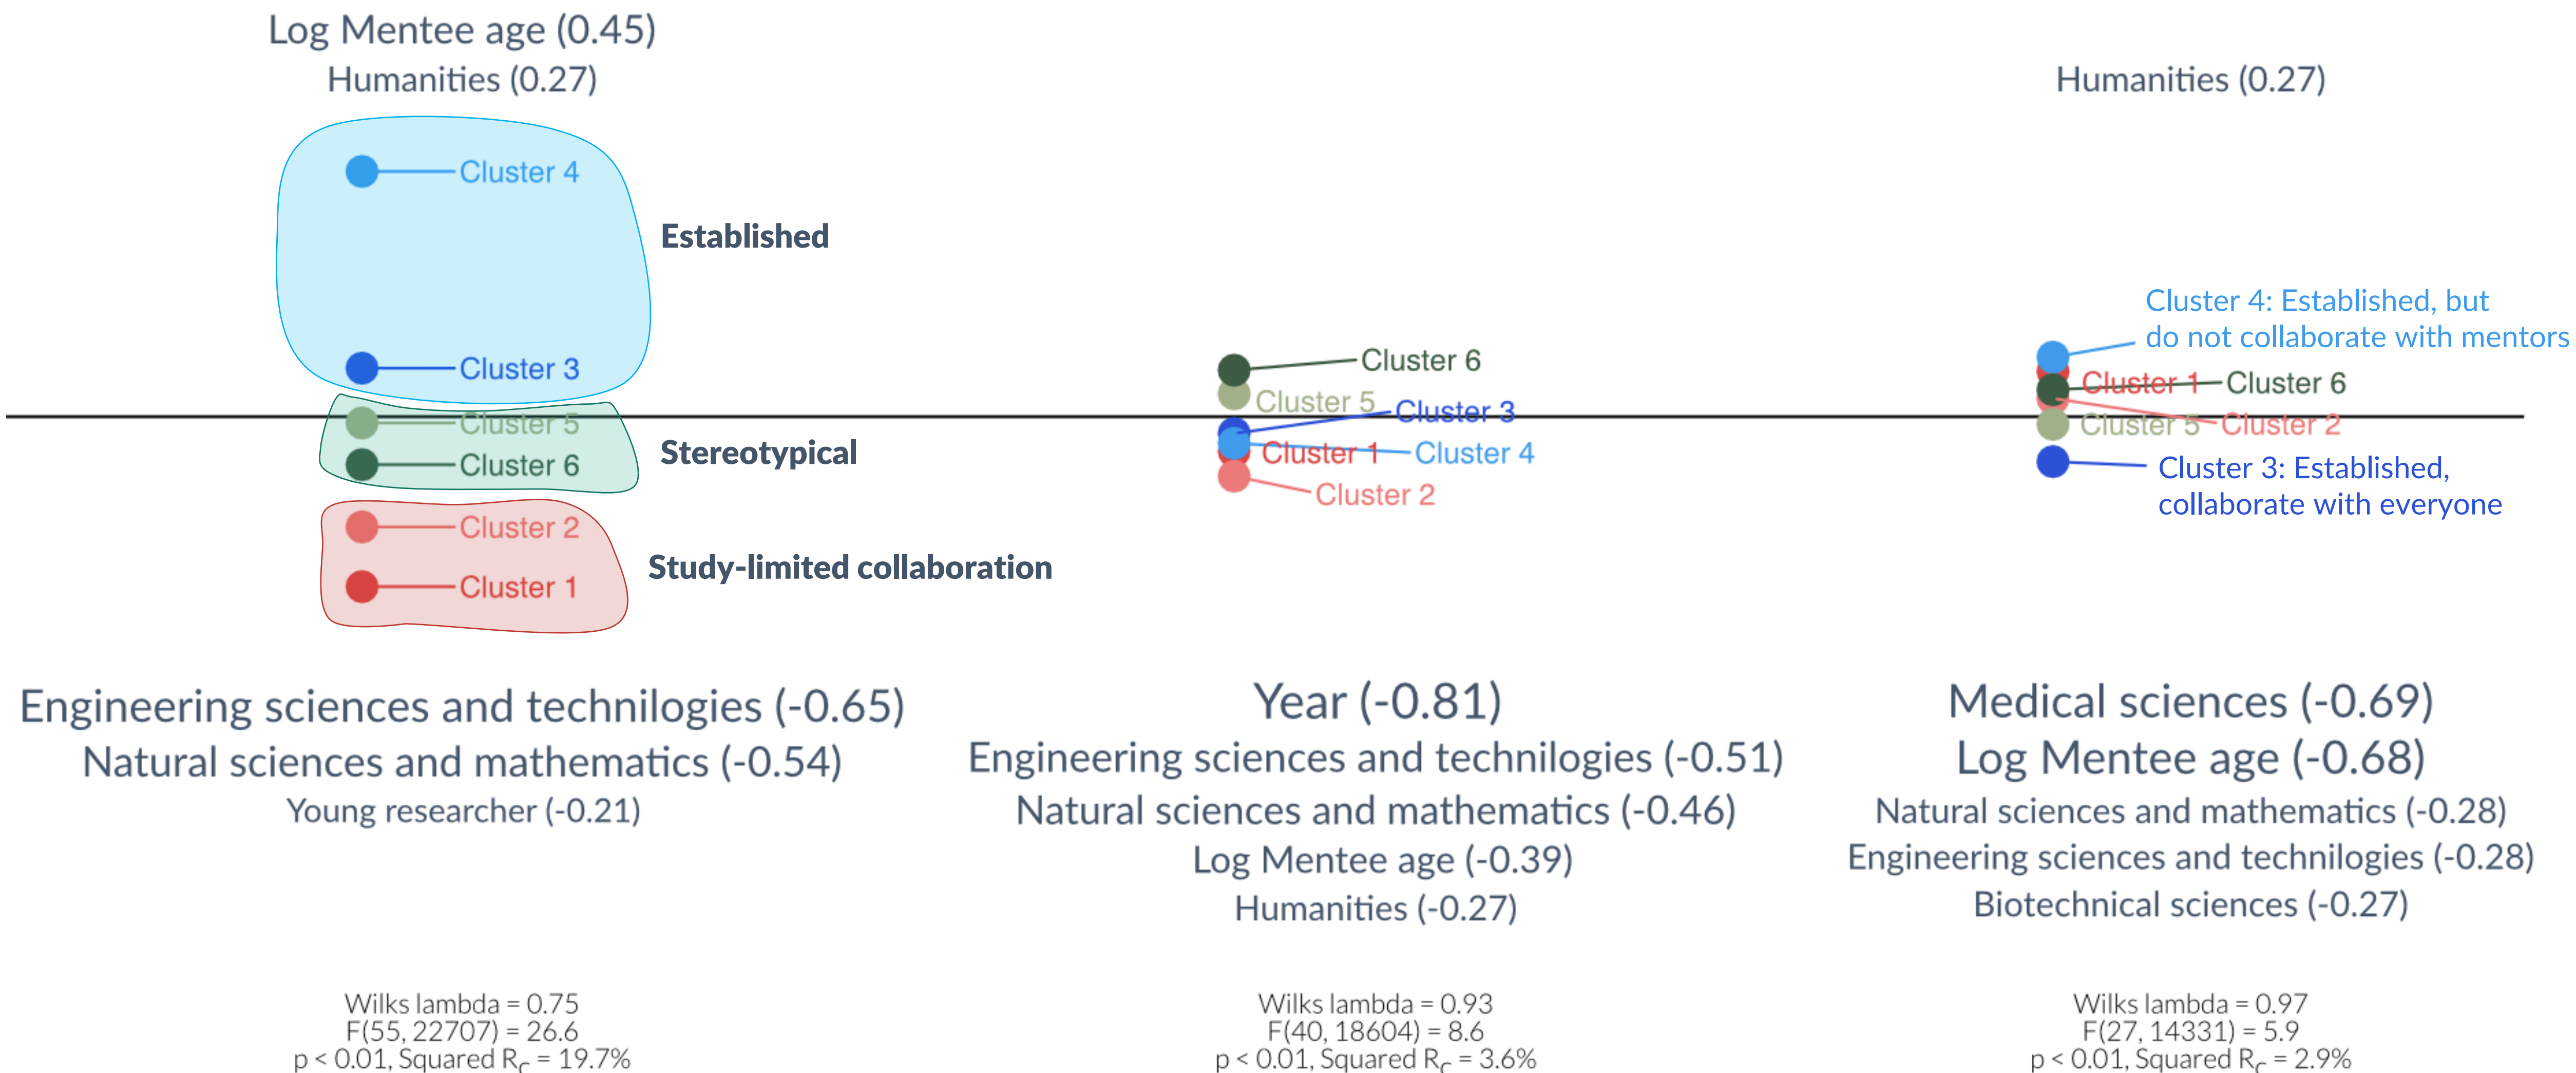 Log Mentee age (0.45)
Humanities (0.27)
Cluster 4
Established
Cluster 3
Cluster 5
Cluster 6
Stereotypical
Cluster 2
Cluster 1
Study-limited collaboration
Engineering sciences and technilogies (-0.65)
Natural sciences and mathematics (-0.54)
Young researcher (-0.21)
Wilks lambda = 0.75
F(55, 22707) = 26.6
p < 0.01, Squared R_C = 19.7%
Cluster 6
Cluster 5
Cluster 3
Cluster 1
Cluster 4
Cluster 2
Year (-0.81)
Engineering sciences and technilogies (-0.51)
Natural sciences and mathematics (-0.46)
Log Mentee age (-0.39)
Humanities (-0.27)
Wilks lambda = 0.93
F(40, 18604) = 8.6
p < 0.01, Squared R_C = 3.6%
Humanities (0.27)
Cluster 4: Established, but
do not collaborate with mentors
Cluster 1
Cluster 6
Cluster 5
Cluster 2
Cluster 3: Established,
collaborate with everyone
Medical sciences (-0.69)
Log Mentee age (-0.68)
Natural sciences and mathematics (-0.28)
Engineering sciences and technilogies (-0.28)
Biotechnical sciences (-0.27)
Wilks lambda = 0.97
F(27, 14331) = 5.9
p < 0.01, Squared R_C = 2.9%